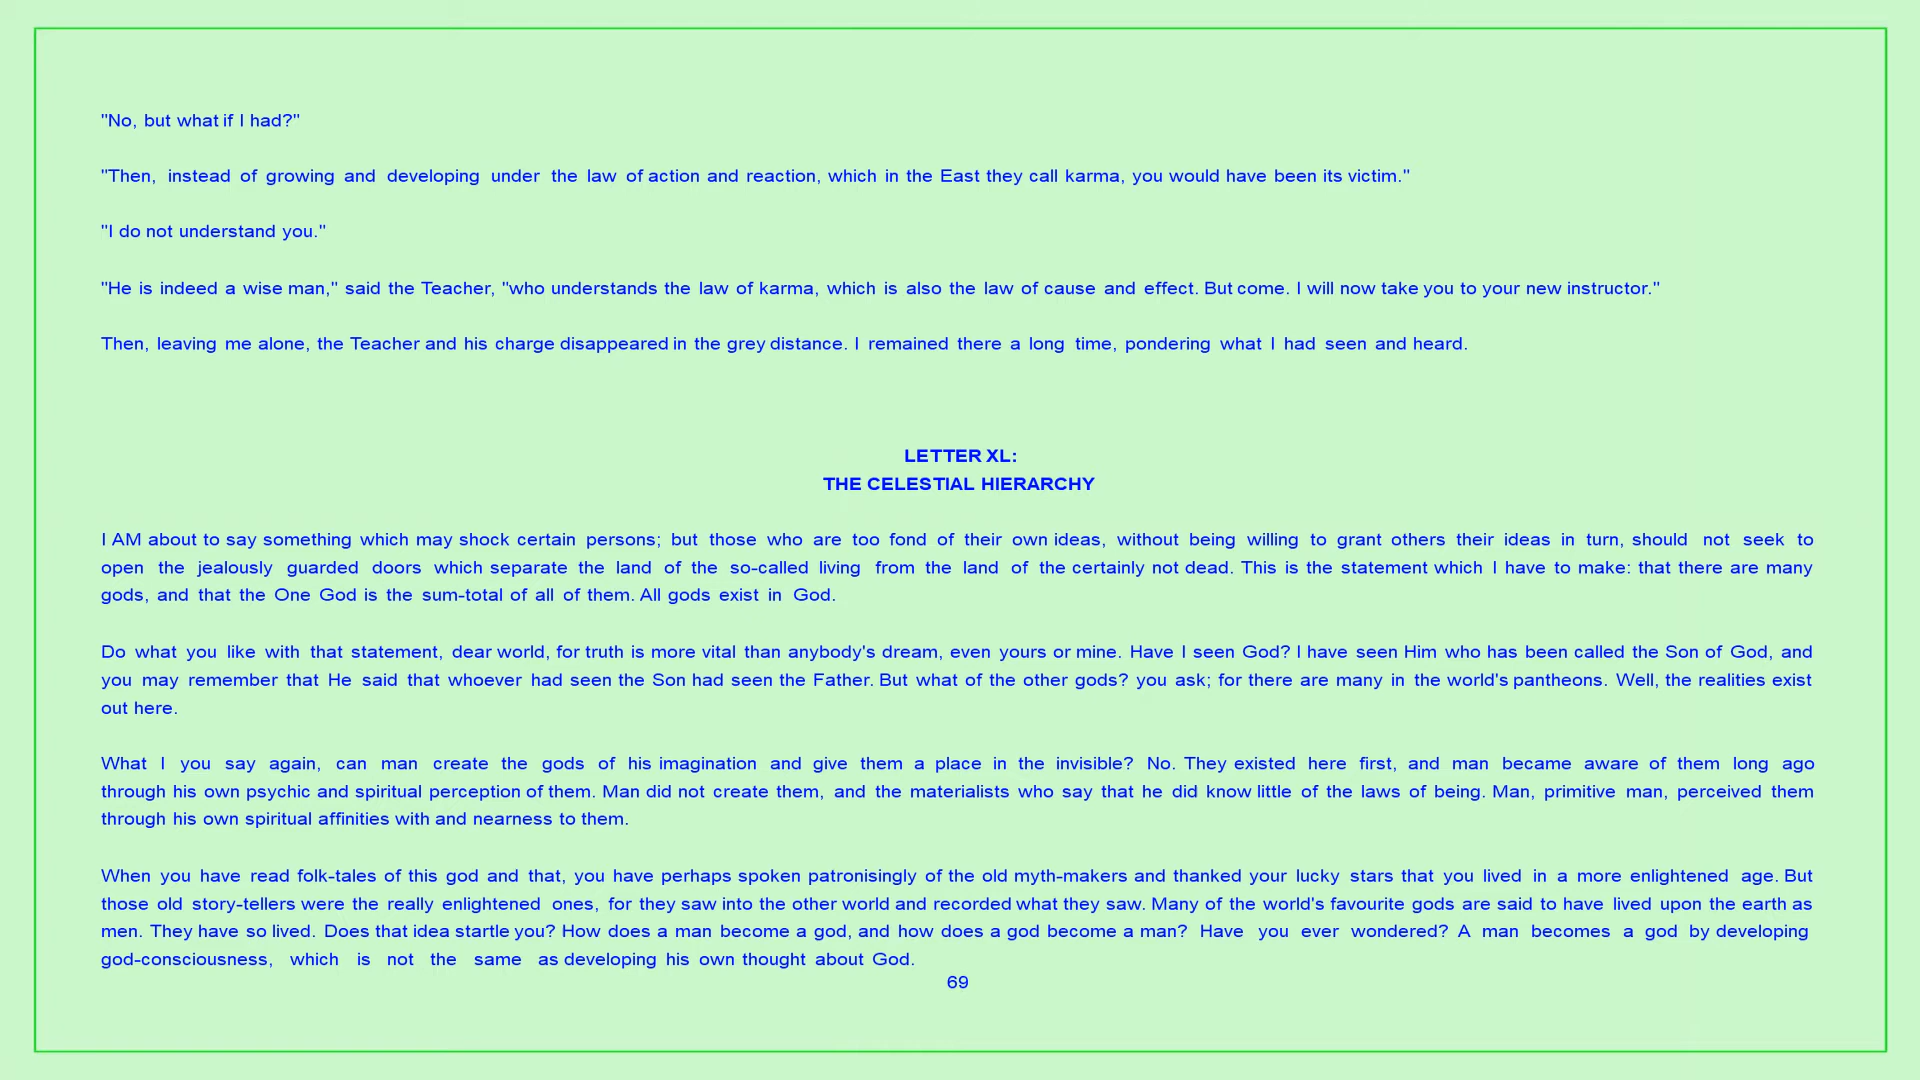 "No, but what if I had?"
"Then, instead of growing and developing under the law of action and reaction, which in the East they call karma, you would have been its victim."
"I do not understand you."
"He is indeed a wise man," said the Teacher, "who understands the law of karma, which is also the law of cause and effect. But come. I will now take you to your new instructor."
Then, leaving me alone, the Teacher and his charge disappeared in the grey distance. I remained there a long time, pondering what I had seen and heard.
LETTER XL:
THE CELESTIAL HIERARCHY
I AM about to say something which may shock certain persons; but those who are too fond of their own ideas, without being willing to grant others their ideas in turn, should not seek to
open the jealously guarded doors which separate the land of the so-called living from the land of the certainly not dead. This is the statement which I have to make: that there are many
gods, and that the One God is the sum-total of all of them. All gods exist in God.
Do what you like with that statement, dear world, for truth is more vital than anybody's dream, even yours or mine. Have I seen God? I have seen Him who has been called the Son of God, and
you may remember that He said that whoever had seen the Son had seen the Father. But what of the other gods? you ask; for there are many in the world's pantheons. Well, the realities exist
out here.
What I you say again, can man create the gods of his imagination and give them a place in the invisible? No. They existed here first, and man became aware of them long ago
through his own psychic and spiritual perception of them. Man did not create them, and the materialists who say that he did know little of the laws of being. Man, primitive man, perceived them
through his own spiritual affinities with and nearness to them.
When you have read folk-tales of this god and that, you have perhaps spoken patronisingly of the old myth-makers and thanked your lucky stars that you lived in a more enlightened age. But
those old story-tellers were the really enlightened ones, for they saw into the other world and recorded what they saw. Many of the world's favourite gods are said to have lived upon the earth as
men. They have so lived. Does that idea startle you? How does a man become a god, and how does a god become a man? Have you ever wondered? A man becomes a god by developing
god-consciousness, which is not the same as developing his own thought about God.
69